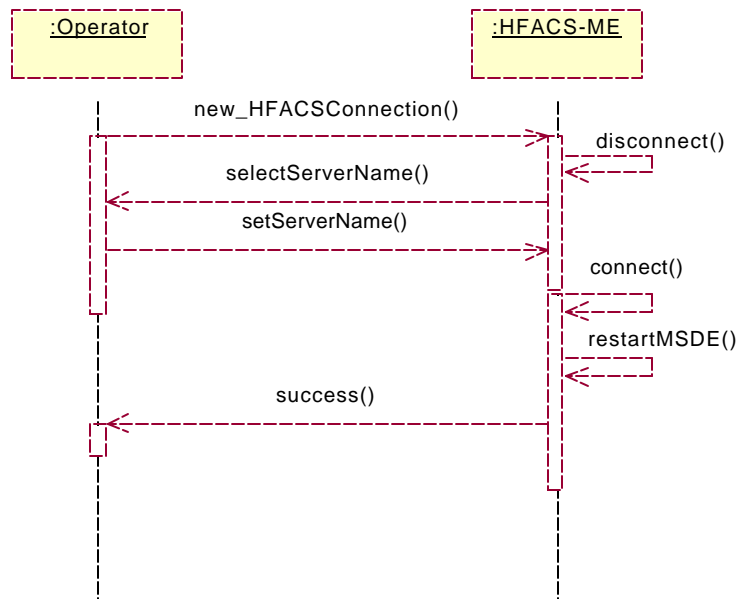 :Operator
:HFACS-ME
new_HFACSConnection()
disconnect()
selectServerName()
setServerName()
connect()
restartMSDE()
success()